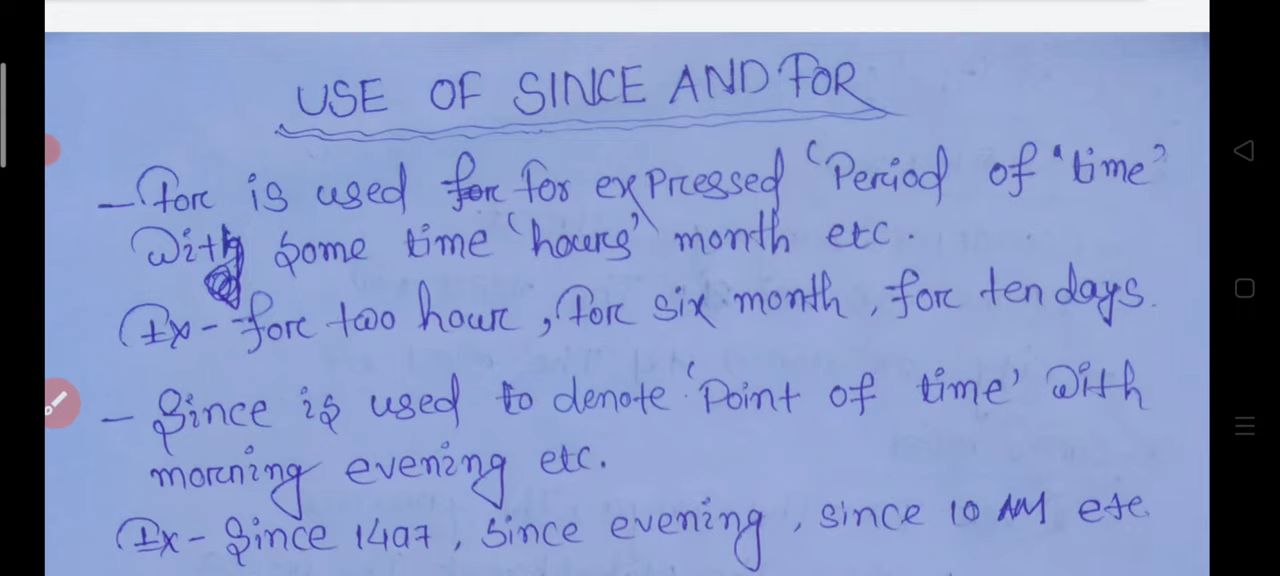 USE OF SINCE AND FOR
- For is used for for expressed 'Period of 'time'
With some time 'hours' month etc.
Ex- for two hour, For six month, for ten days.
- Since is used to denote 'Point of time' With
morning evening etc.
Ex- Since 1497, since evening, since 10 AM etc